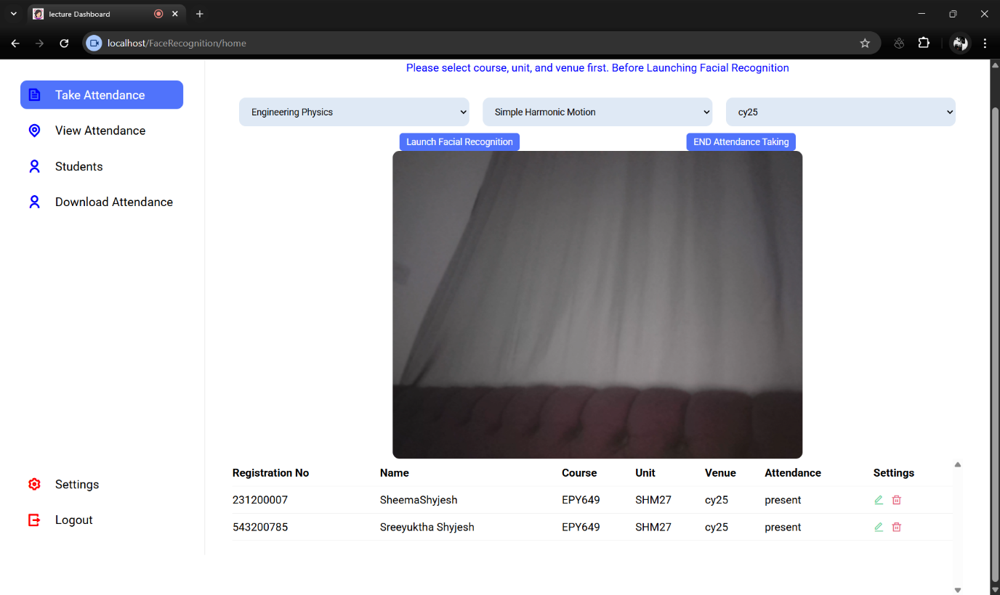 lecture Dashboard
localhost/FaceRecognition/home
Please select course, unit, and venue first. Before Launching Facial Recognition
Take Attendance
View Attendance
Students
Download Attendance
Settings
Logout
Engineering Physics Simple Harmonic Motion cy25
Launch Facial Recognition END Attendance Taking
Registration No Name Course Unit Venue Attendance Settings
231200007 SheemaShyjesh EPY649 SHM27 cy25 present
543200785 Sreeyuktha Shyjesh EPY649 SHM27 cy25 present